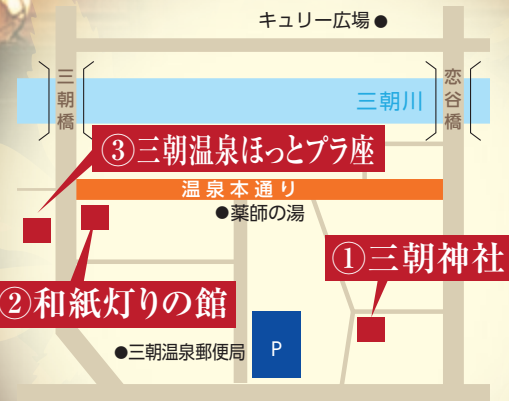 キュリー広場●
三朝橋
恋谷橋
三朝川
③三朝温泉ほっとプラ座
温泉本通り
●薬師の湯
①三朝神社
②和紙灯りの館
●三朝温泉郵便局
P